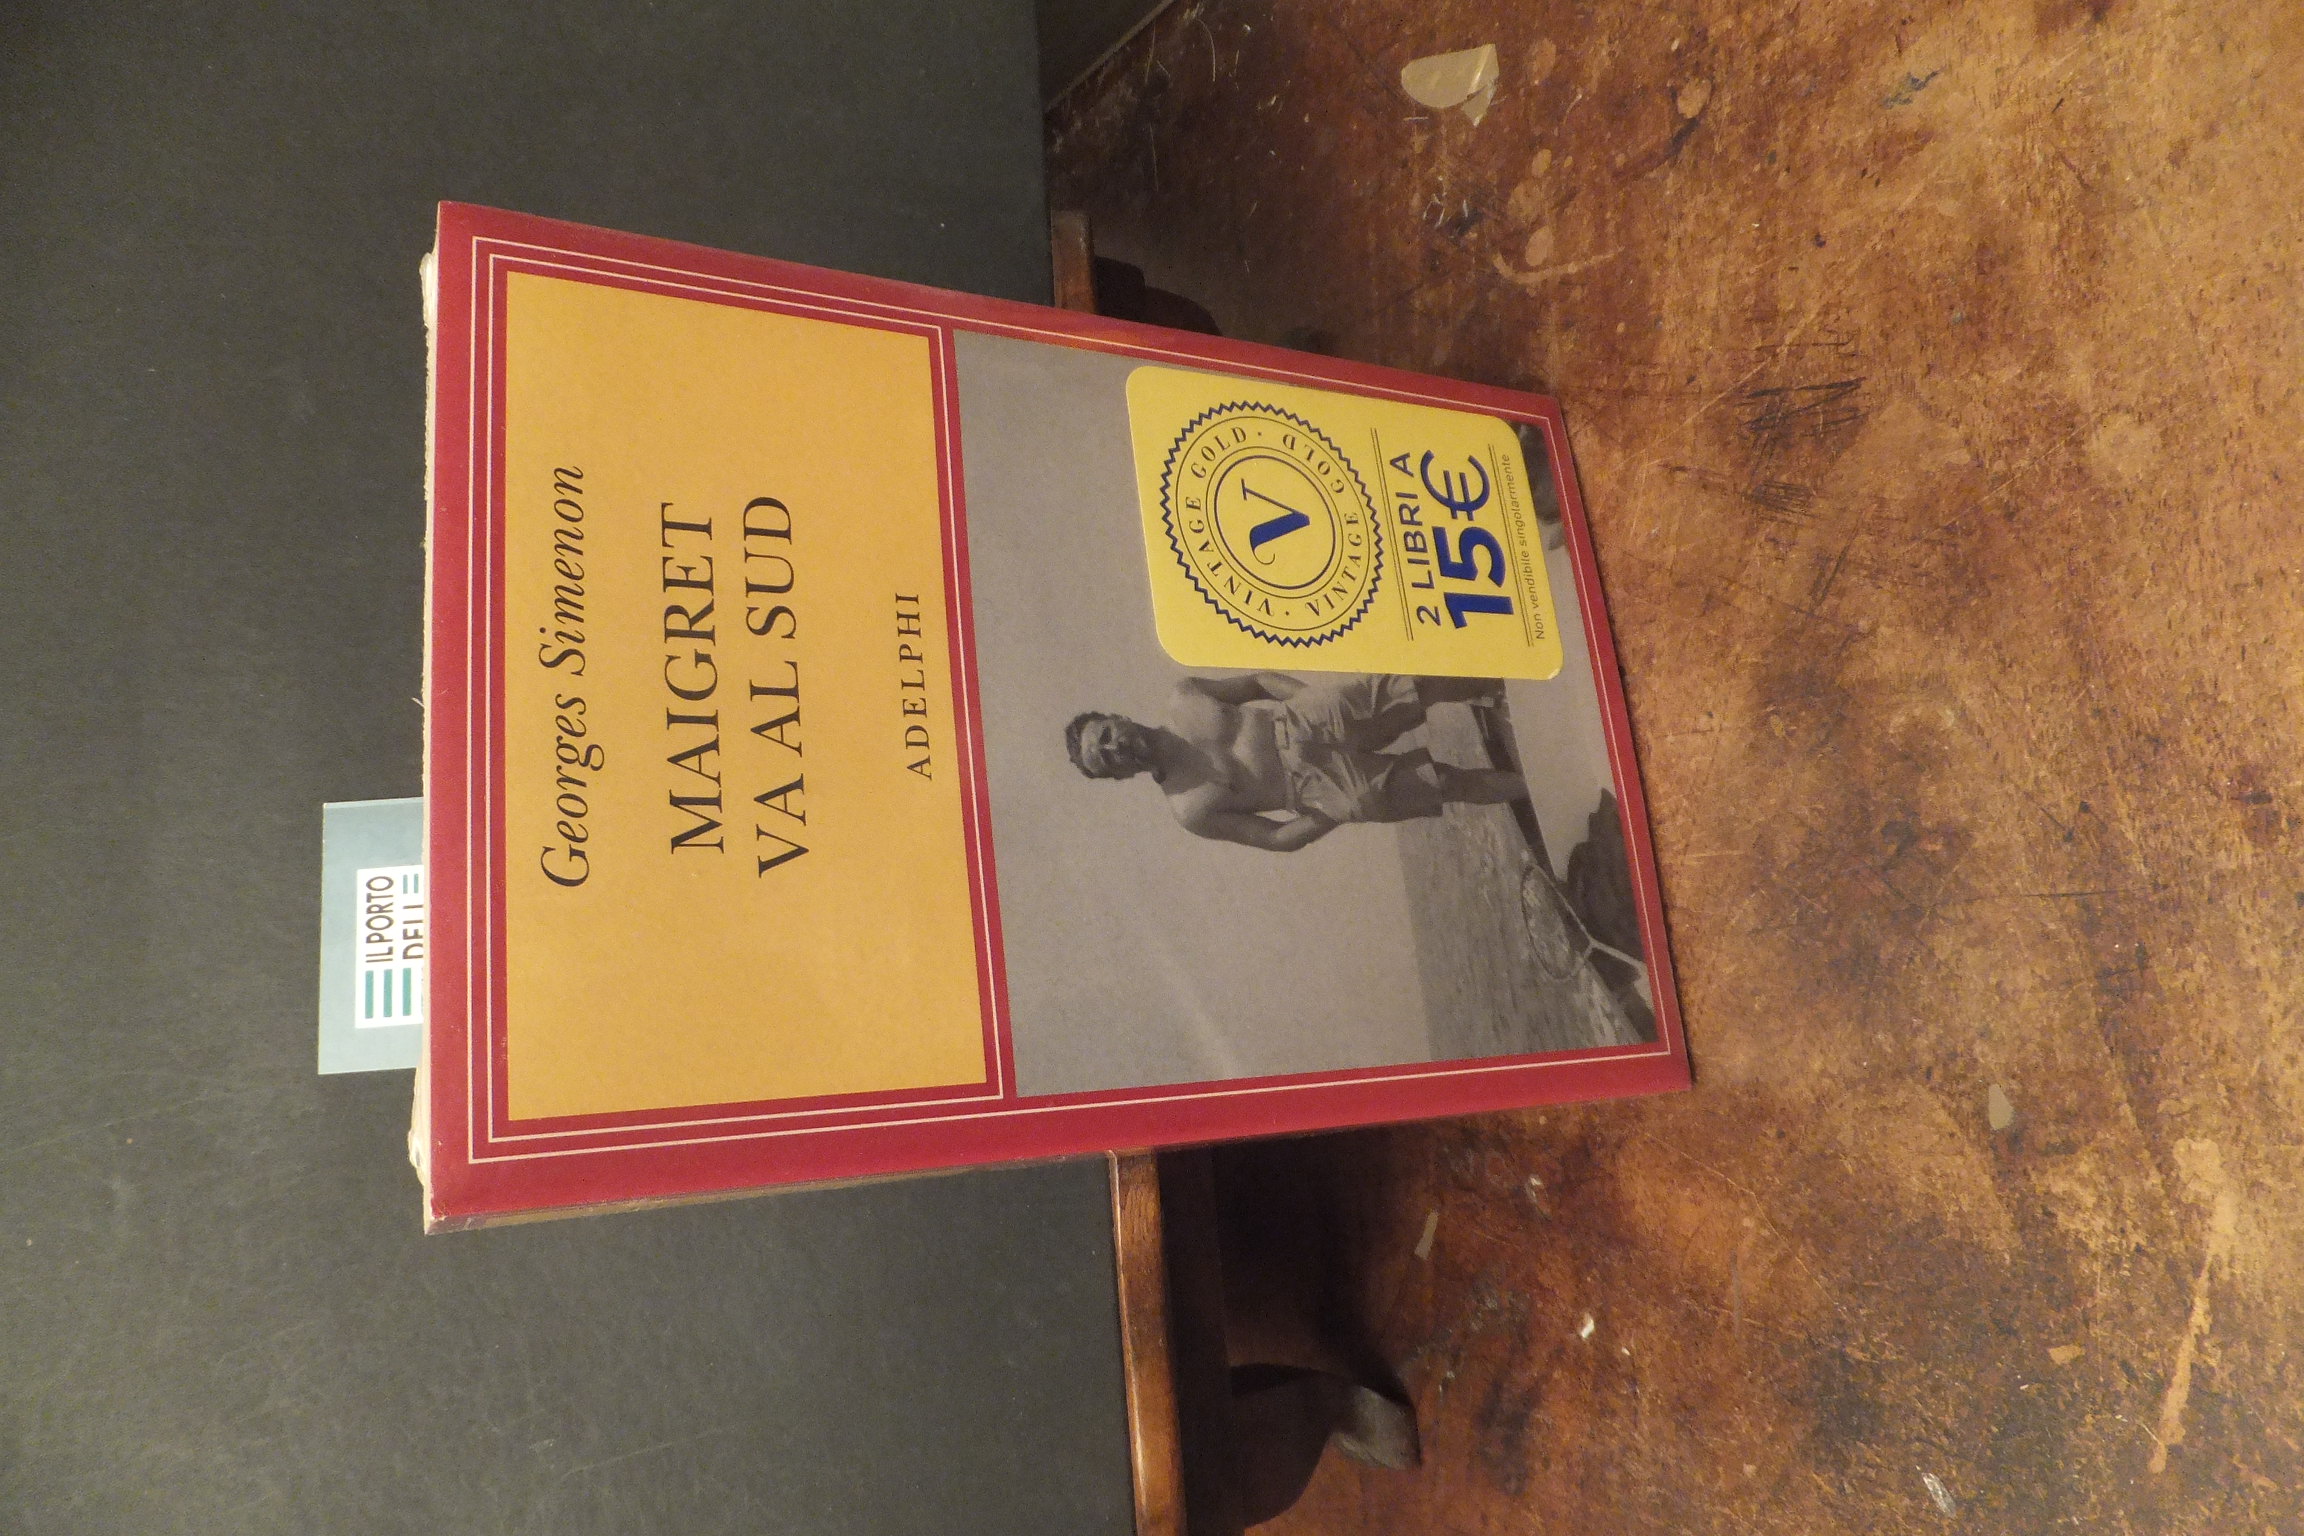 IL PORTO
Georges Simenon
MAIGRET
VA AL SUD
ADELPHI
VINTAGE GOLD · VINTAGE GOLD ·
V
2 LIBRI A
15€
Non vendibile singolarmente